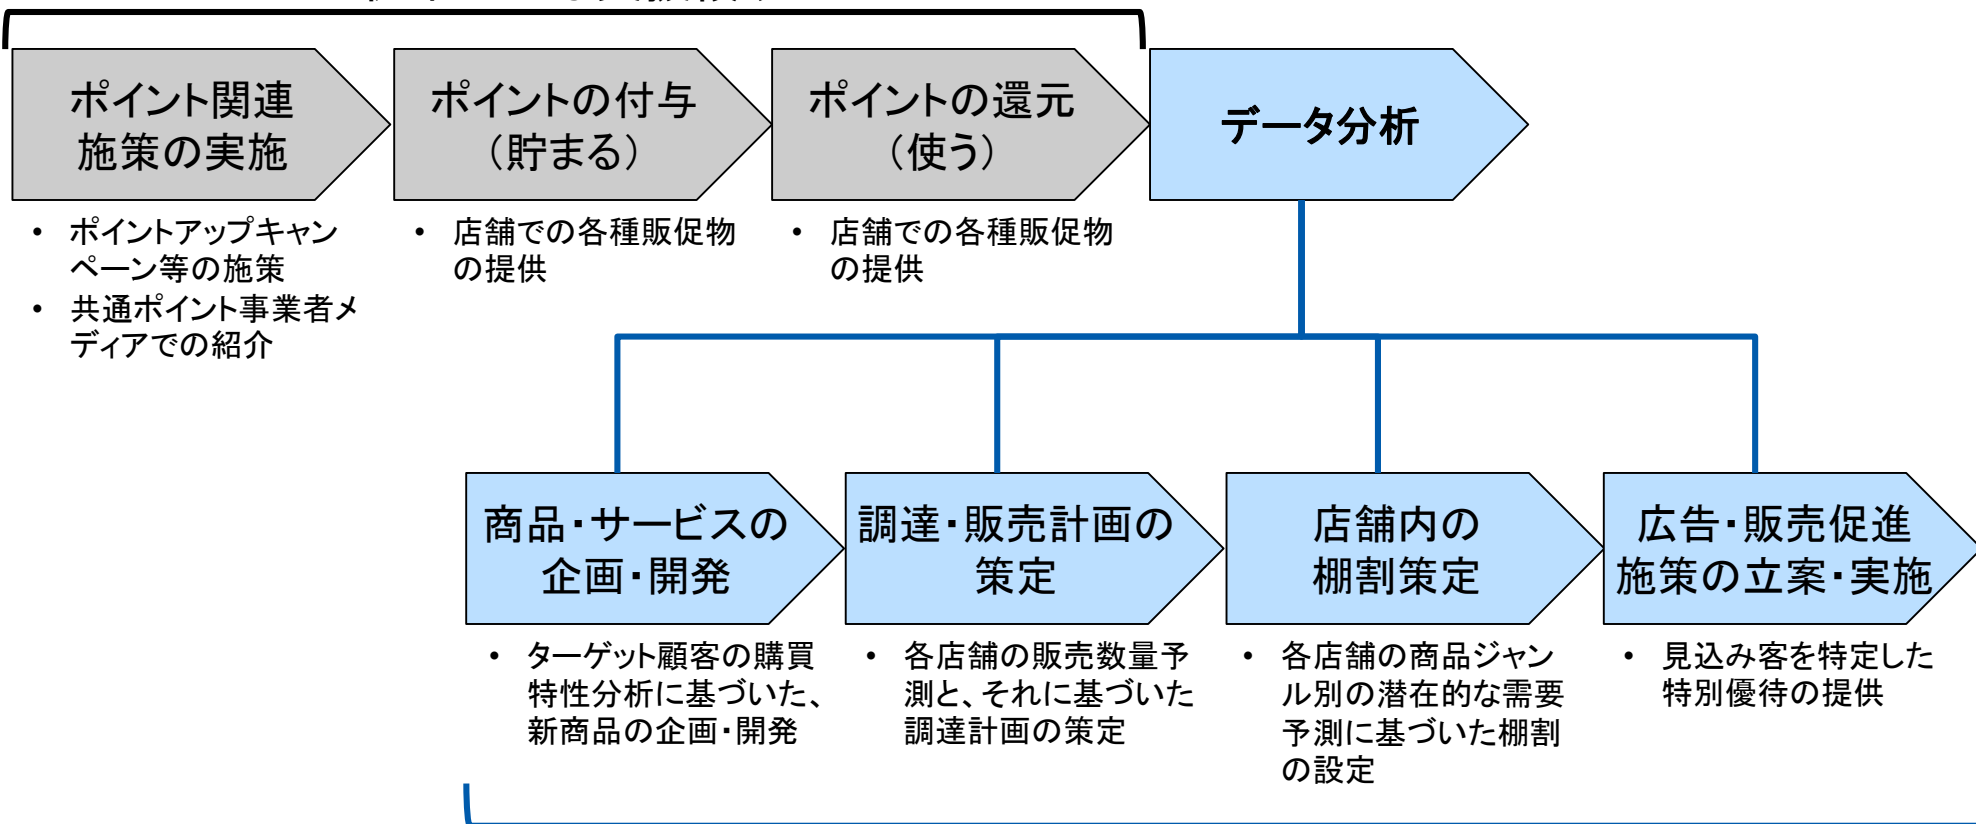 ポイント関連
施策の実施
ポイントの付与
（貯まる）
ポイントの還元
（使う）
データ分析
• ポイントアップキャン
ペーン等の施策
• 共通ポイント事業者メ
ディアでの紹介
• 店舗での各種販促物
の提供
• 店舗での各種販促物
の提供
商品・サービスの
企画・開発
調達・販売計画の
策定
店舗内の
棚割策定
広告・販売促進
施策の立案・実施
• ターゲット顧客の購買
特性分析に基づいた、
新商品の企画・開発
• 各店舗の販売数量予
測と、それに基づいた
調達計画の策定
• 各店舗の商品ジャン
ル別の潜在的な需要
予測に基づいた棚割
の設定
• 見込み客を特定した
特別優待の提供